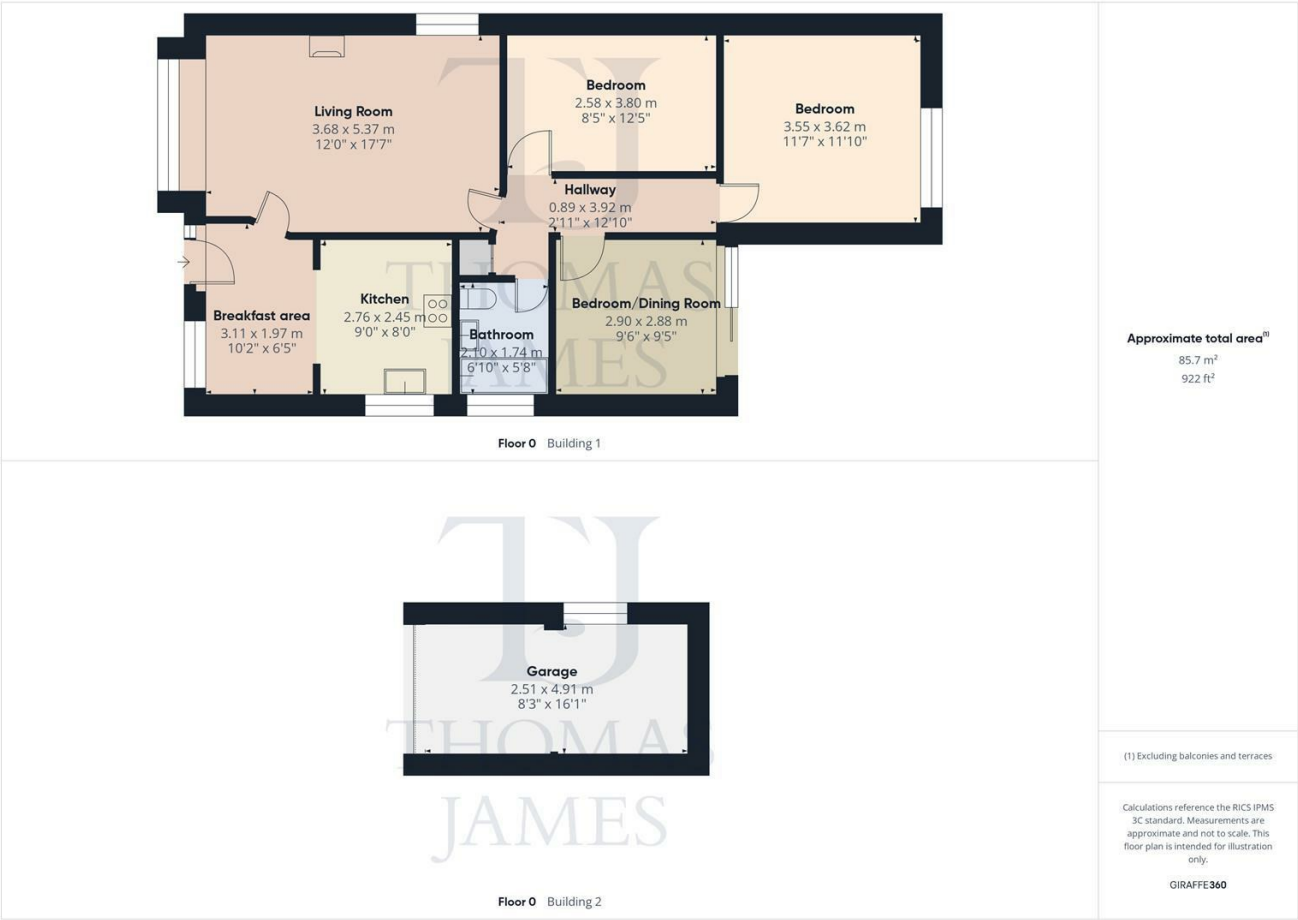 Living Room
3.68 x 5.37 m
12'0" x 17'7"
Bedroom
2.58 x 3.80 m
8'5" x 12'5"
Bedroom
3.55 x 3.62 m
11'7" x 11'10"
Hallway
0.89 x 3.92 m
2'11" x 12'10"
Breakfast area
3.11 x 1.97 m
10'2" x 6'5"
Kitchen
2.76 x 2.45 m
9'0" x 8'0"
Bathroom
2.10 x 1.74 m
6'10" x 5'8"
Bedroom/Dining Room
2.90 x 2.88 m
9'6" x 9'5"
TJ
THOMAS
JAMES
Floor 0 Building 1
Garage
2.51 x 4.91 m
8'3" x 16'1"
TJ
THOMAS
JAMES
Floor 0 Building 2
Approximate total area(1)
85.7 m²
922 ft²
(1) Excluding balconies and terraces
Calculations reference the RICS IPMS
3C standard. Measurements are
approximate and not to scale. This
floor plan is intended for illustration
only.
GIRAFFE360